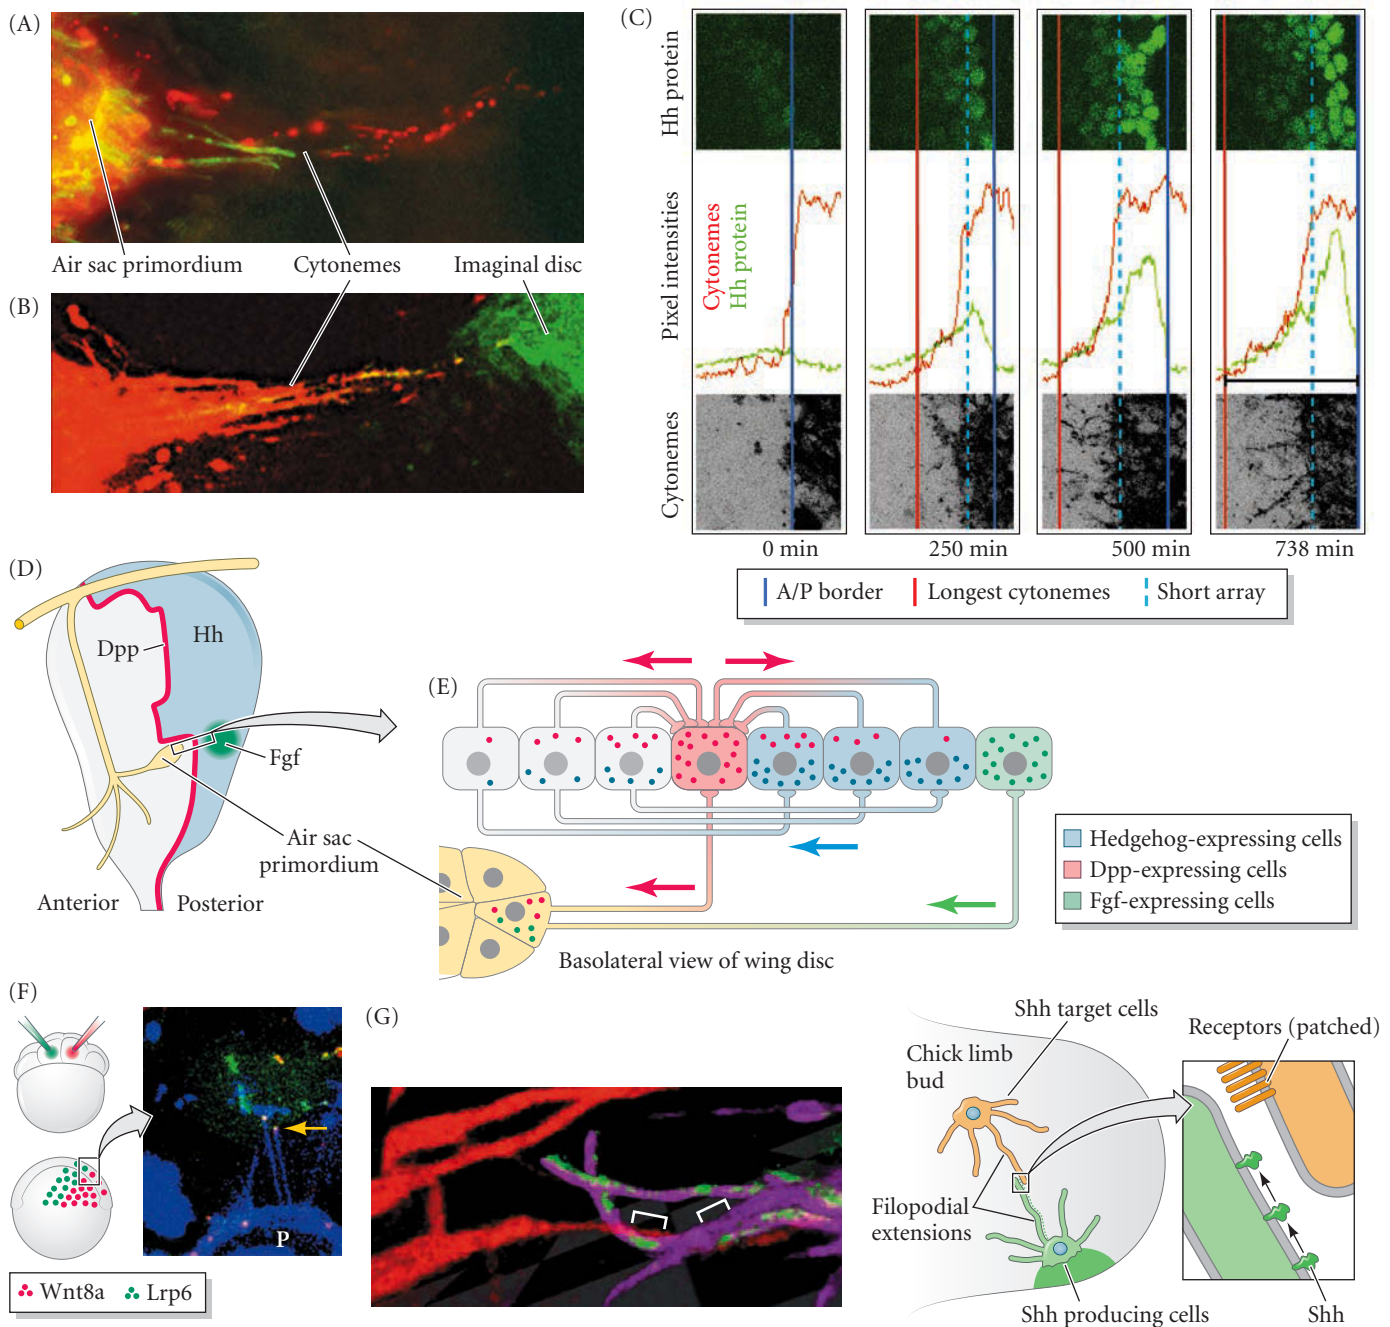 (A)
Air sac primordium
Cytonemes
Imaginal disc
(B)
(C)
Hh protein
Pixel intensities
Cytonemes
Hh protein
Cytonemes
0 min
250 min
500 min
738 min
A/P border
Longest cytonemes
Short array
(D)
Dpp
Hh
Fgf
Air sac
primordium
Anterior
Posterior
(E)
Basolateral view of wing disc
Hedgehog-expressing cells
Dpp-expressing cells
Fgf-expressing cells
(F)
P
Wnt8a
Lrp6
(G)
Shh target cells
Chick limb
bud
Filopodial
extensions
Shh producing cells
Receptors (patched)
Shh